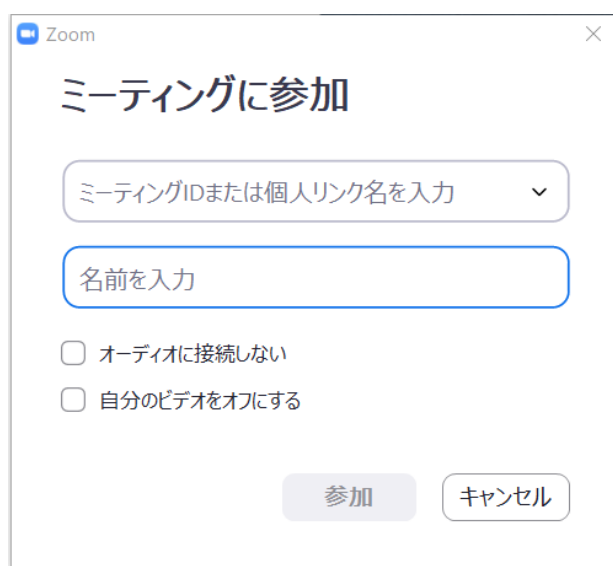 Zoom
ミーティングに参加
ミーティングIDまたは個人リンク名を入力
名前を入力
オーディオに接続しない
自分のビデオをオフにする
参加 キャンセル